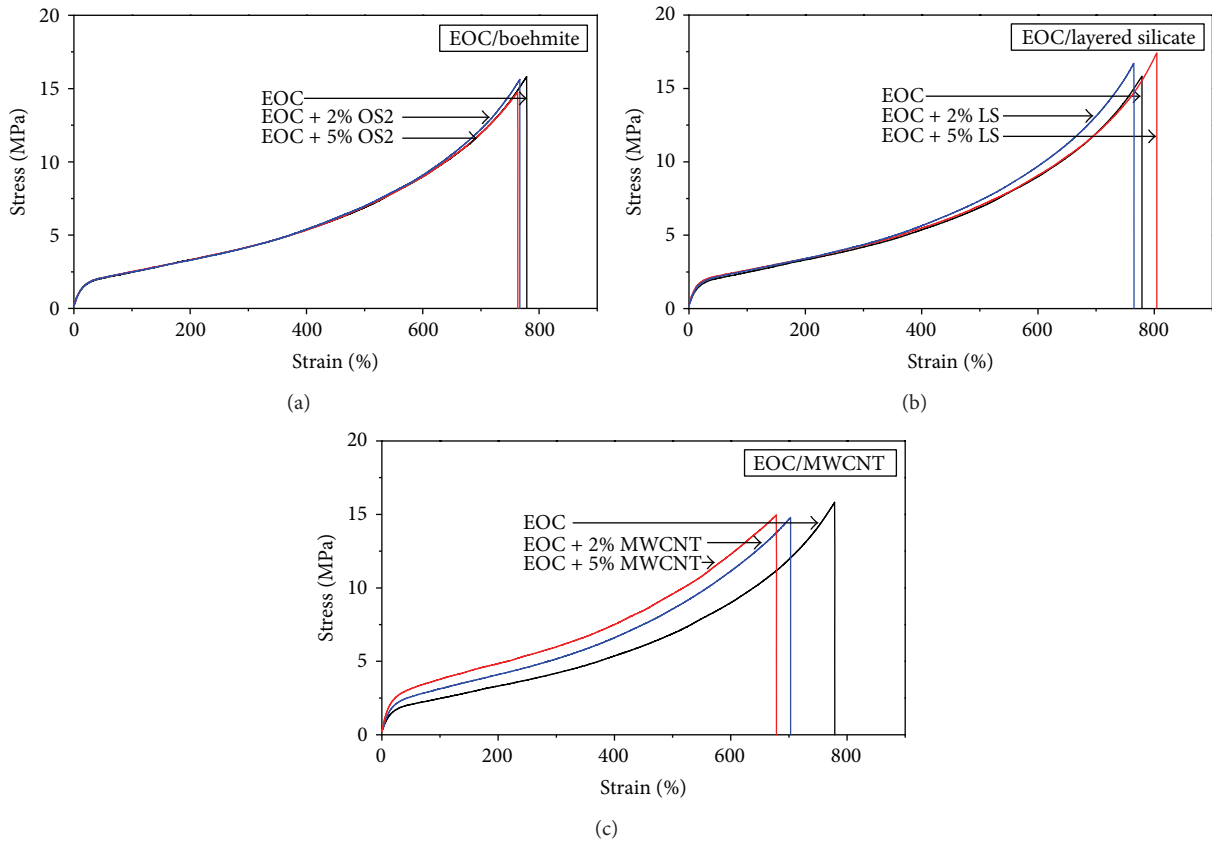 20
15
10
5
0
Stress (MPa)
EOC/boehmite
EOC
EOC + 2% OS2
EOC + 5% OS2
0 200 400 600 800
Strain (%)
(a)
20
15
10
5
0
Stress (MPa)
EOC/layered silicate
EOC
EOC + 2% LS
EOC + 5% LS
0 200 400 600 800
Strain (%)
(b)
20
15
10
5
0
Stress (MPa)
EOC/MWCNT
EOC
EOC + 2% MWCNT
EOC + 5% MWCNT
0 200 400 600 800
Strain (%)
(c)